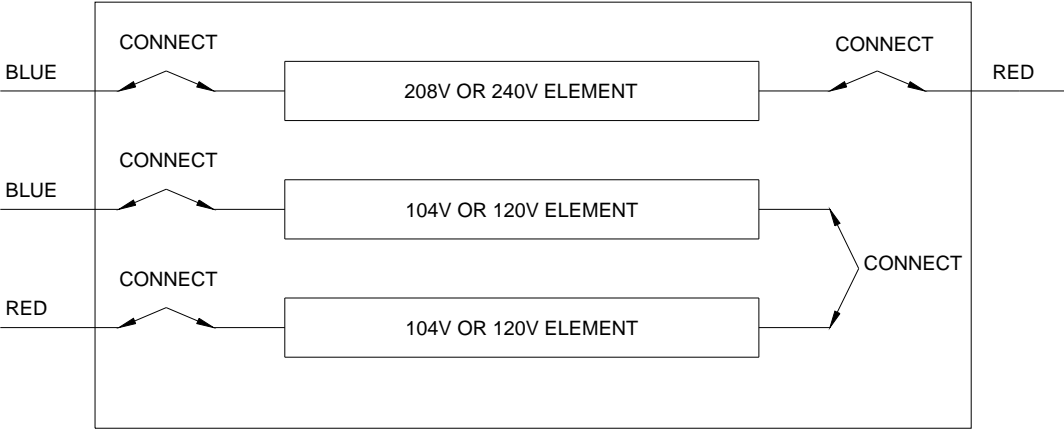 CONNECT
CONNECT
BLUE
RED
208V OR 240V ELEMENT
CONNECT
BLUE
104V OR 120V ELEMENT
CONNECT
CONNECT
RED
104V OR 120V ELEMENT